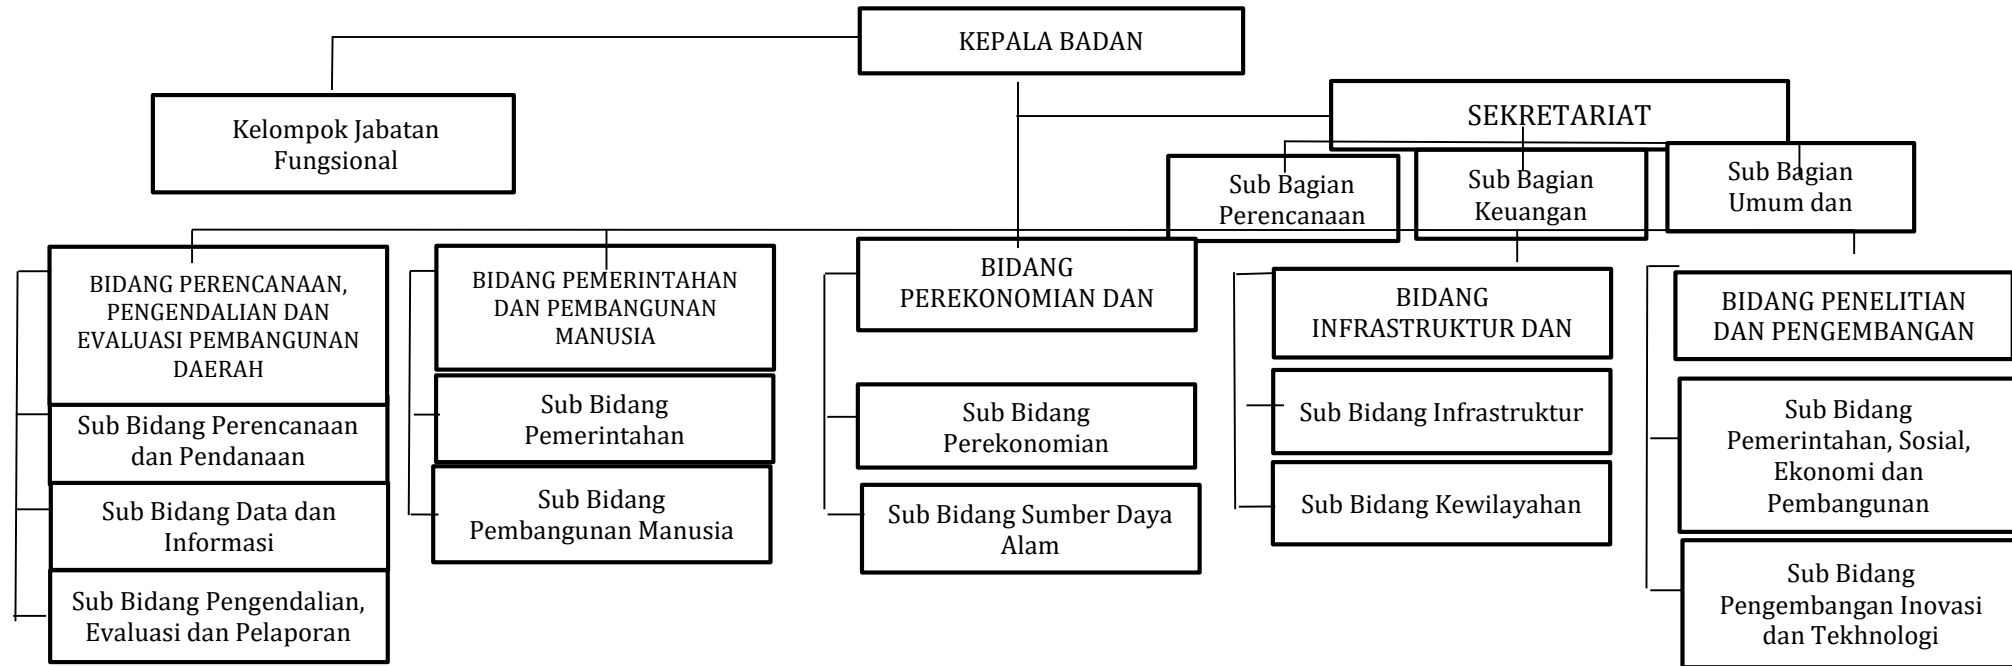 KEPALA BADAN
Kelompok Jabatan
Fungsional
SEKRETARIAT
Sub Bagian
Perencanaan
Sub Bagian
Keuangan
Sub Bagian
Umum dan
BIDANG PERENCANAAN,
PENGENDALIAN DAN
EVALUASI PEMBANGUNAN
DAERAH
Sub Bidang Perencanaan
dan Pendanaan
Sub Bidang Data dan
Informasi
Sub Bidang Pengendalian,
Evaluasi dan Pelaporan
BIDANG PEMERINTAHAN
DAN PEMBANGUNAN
MANUSIA
Sub Bidang
Pemerintahan
Sub Bidang
Pembangunan Manusia
BIDANG
PEREKONOMIAN DAN
Sub Bidang
Perekonomian
Sub Bidang Sumber Daya
Alam
BIDANG
INFRASTRUKTUR DAN
Sub Bidang Infrastruktur
Sub Bidang Kewilayahan
BIDANG PENELITIAN
DAN PENGEMBANGAN
Sub Bidang
Pemerintahan, Sosial,
Ekonomi dan
Pembangunan
Sub Bidang
Pengembangan Inovasi
dan Tekhnologi